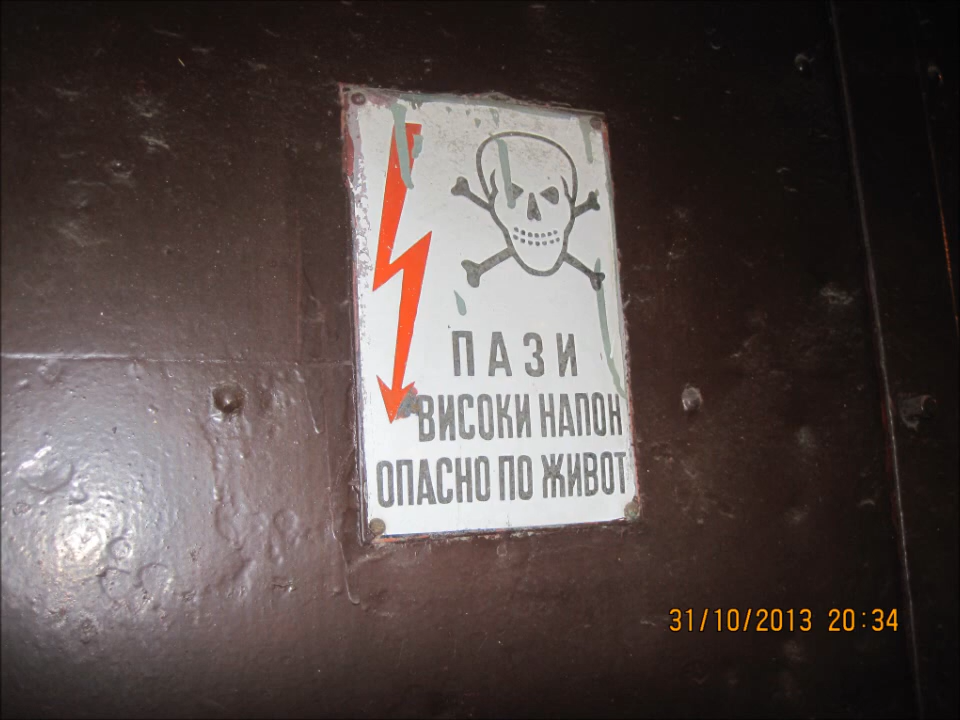 ПАЗИ
ВИСОКИ НАПОН
ОПАСНО ПО ЖИВОТ
31/10/2013 20:34